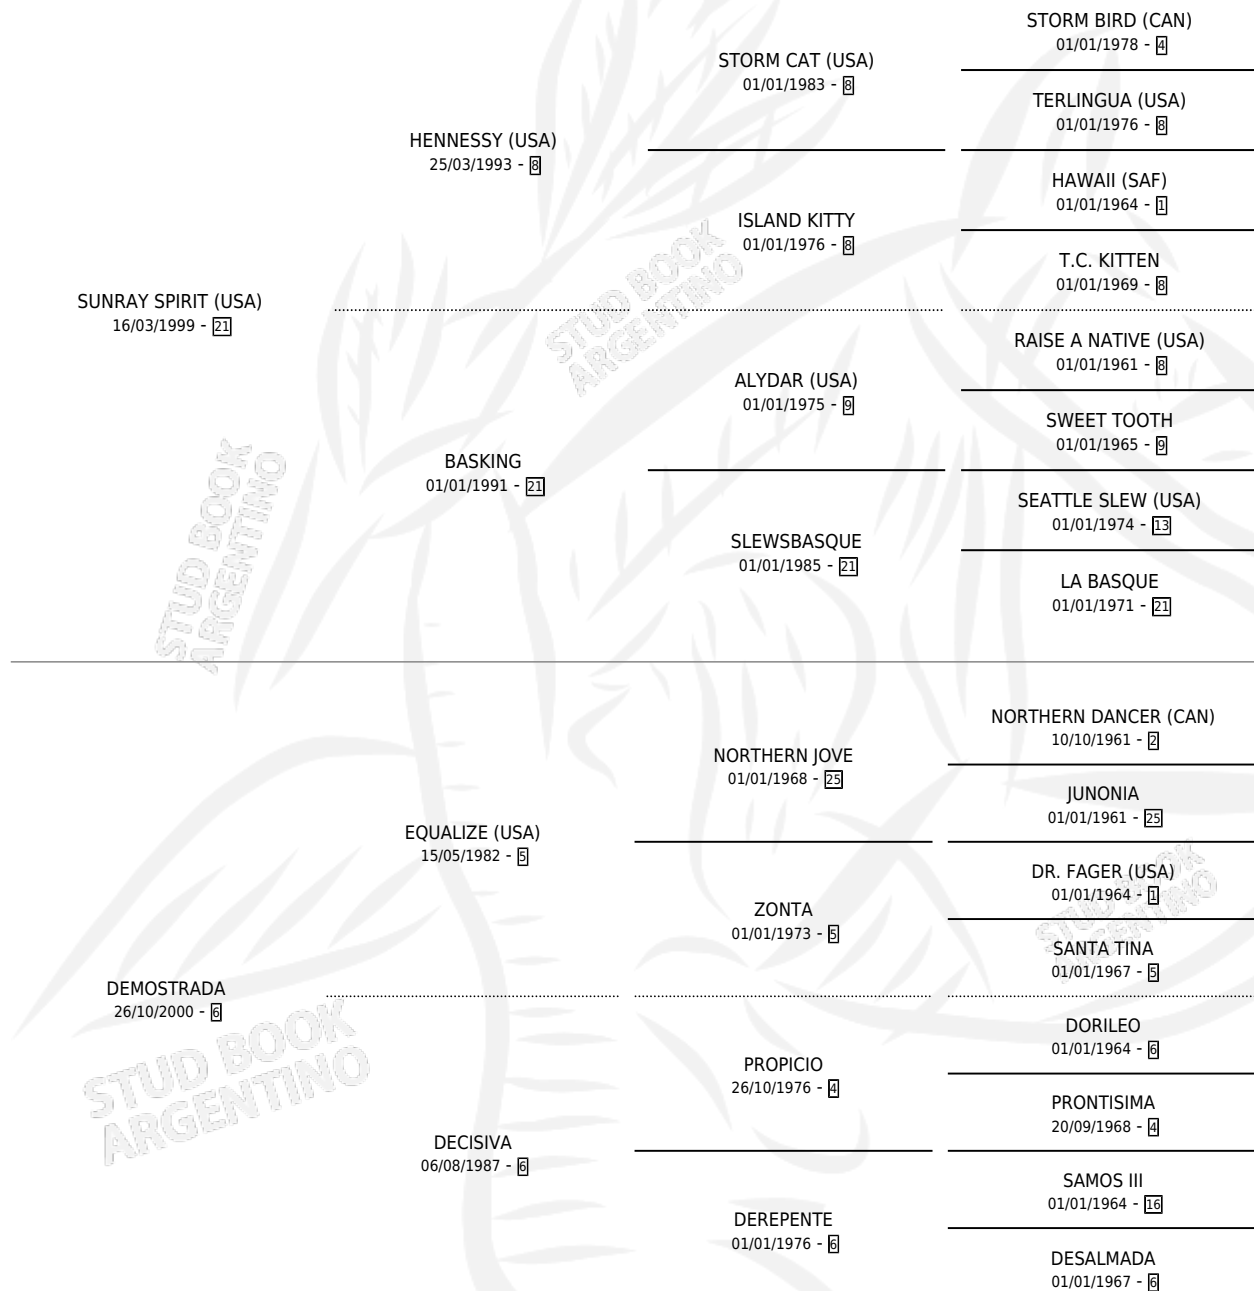 STORM BIRD (CAN)
01/01/1978 - 4
STORM CAT (USA)
01/01/1983 - 8
TERLINGUA (USA)
01/01/1976 - 8
HENNESSY (USA)
25/03/1993 - 8
HAWAII (SAF)
01/01/1964 - 1
ISLAND KITTY
01/01/1976 - 8
T.C. KITTEN
01/01/1969 - 8
SUNRAY SPIRIT (USA)
16/03/1999 - 21
RAISE A NATIVE (USA)
01/01/1961 - 8
ALYDAR (USA)
01/01/1975 - 9
SWEET TOOTH
01/01/1965 - 9
BASKING
01/01/1991 - 21
SEATTLE SLEW (USA)
01/01/1974 - 13
SLEWSBASQUE
01/01/1985 - 21
LA BASQUE
01/01/1971 - 21
STUD BOOK
ARGENTINO
STUD BOOK
ARGENTINO
NORTHERN DANCER (CAN)
10/10/1961 - 2
NORTHERN JOVE
01/01/1968 - 25
JUNONIA
01/01/1961 - 25
EQUALIZE (USA)
15/05/1982 - 5
DR. FAGER (USA)
01/01/1964 - 1
ZONTA
01/01/1973 - 5
SANTA TINA
01/01/1967 - 5
STUD BOOK
ARGENTINO
DEMOSTRADA
26/10/2000 - 6
DORILEO
01/01/1964 - 6
PROPICIO
26/10/1976 - 4
PRONTISIMA
20/09/1968 - 4
STUD BOOK
ARGENTINO
DECISIVA
06/08/1987 - 6
SAMOS III
01/01/1964 - 16
DEREPENTE
01/01/1976 - 6
DESALMADA
01/01/1967 - 6